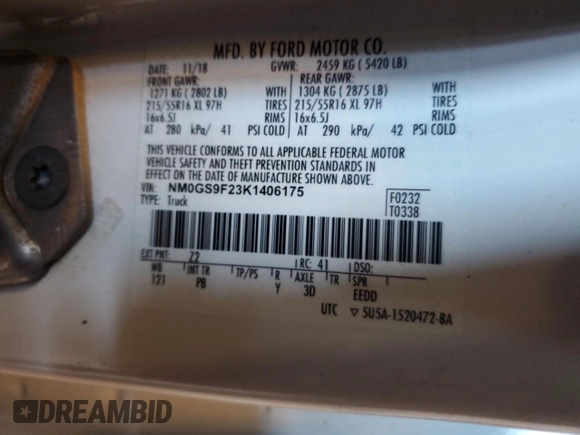 MFD. BY FORD MOTOR CO.
DATE: 11/18 GVWR: 2459 KG ( 5420 LB)
FRONT GAWR: REAR GAWR:
1271 KG ( 2802 LB) WITH 1304 KG ( 2875 LB) WITH
215/55R16 XL 97H TIRES 215/55R16 XL 97H TIRES
16x6.5J RIMS 16x6.5J RIMS
AT 280 kPa/ 41 PSI COLD AT 290 kPa/ 42 PSI COLD
THIS VEHICLE CONFORMS TO ALL APPLICABLE FEDERAL MOTOR
VEHICLE SAFETY AND THEFT PREVENTION STANDARDS IN
EFFECT ON THE DATE OF MANUFACTURE SHOWN ABOVE.
VIN: NM0GS9F23K1406175
TYPE: Truck
F0232
T0338
EXT PNT: Z2 RC: 41 DSO:
WB INT TR TP/PS R AXLE TR SPR
121 PB Y 3D EEDD
UTC ▽ 5USA-1520472-BA
DREAMBID